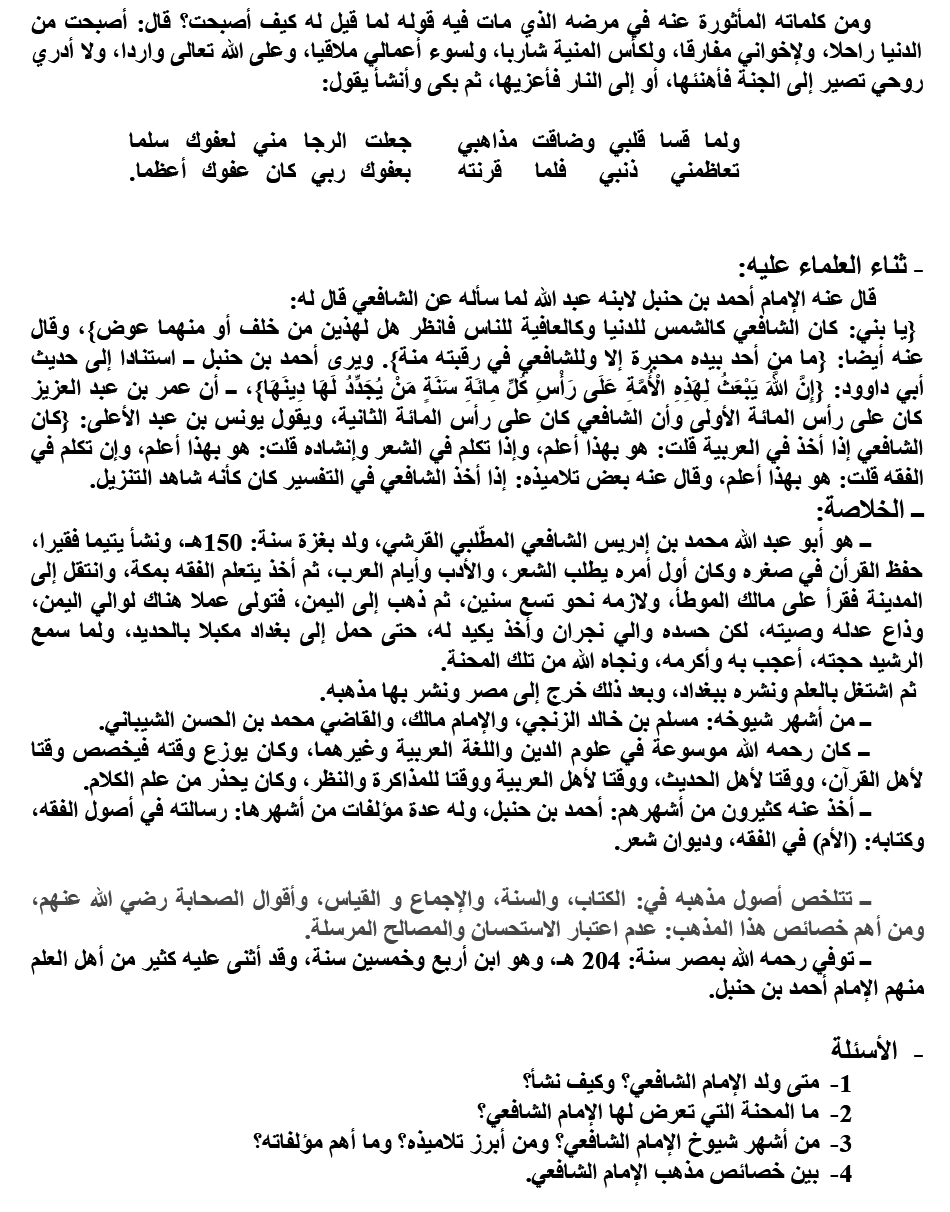 ومن كلماته المأثورة عنه في مرضه الذي مات فيه قوله لما قيل له كيف أصبحت؟ قال: أصبحت من
الدنيا راحلا، ولإخواني مفارقا، ولكأس المنية شاربا، ولسوء أعمالي ملاقيا، وعلى الله تعالى واردا، ولا أدري
روحي تصير إلى الجنة فأهنئها، أو إلى النار فأعزيها، ثم بكى وأنشأ يقول:
ولما قسا قلبي وضاقت مذاهبي جعلت الرجا مني لعفوك سلما
تعاظمني ذنبي فلما قرنته بعفوك ربي كان عفوك أعظما.
- ثناء العلماء عليه:
قال عنه الإمام أحمد بن حنبل لابنه عبد الله لما سأله عن الشافعي قال له:
{يا بني: كان الشافعي كالشمس للدنيا وكالعافية للناس فانظر هل لهذين من خلف أو منهما عوض}، وقال
عنه أيضا: {ما من أحد بيده محبرة إلا وللشافعي في رقبته منة}. ويرى أحمد بن حنبل ـ استنادا إلى حديث
أبي داوود: {إِنَّ اللَّهَ يَبْعَثُ لِهَذِهِ الْأُمَّةِ عَلَى رَأْسِ كُلِّ مِائَةِ سَنَةٍ مَنْ يُجَدِّدُ لَهَا دِينَهَا}، ـ أن عمر بن عبد العزيز
كان على رأس المائة الأولى وأن الشافعي كان على رأس المائة الثانية، ويقول يونس بن عبد الأعلى: {كان
الشافعي إذا أخذ في العربية قلت: هو بهذا أعلم، وإذا تكلم في الشعر وإنشاده قلت: هو بهذا أعلم، وإن تكلم في
الفقه قلت: هو بهذا أعلم، وقال عنه بعض تلاميذه: إذا أخذ الشافعي في التفسير كان كأنه شاهد التنزيل.
ـ الخلاصة:
ـ هو أبو عبد الله محمد بن إدريس الشافعي المطّلبي القرشي، ولد بغزة سنة: 150هـ، ونشأ يتيما فقيرا،
حفظ القرأن في صغره وكان أول أمره يطلب الشعر، والأدب وأيام العرب، ثم أخذ يتعلم الفقه بمكة، وانتقل إلى
المدينة فقرأ على مالك الموطأ، ولازمه نحو تسع سنين، ثم ذهب إلى اليمن، فتولى عملا هناك لوالي اليمن،
وذاع عدله وصيته، لكن حسده والي نجران وأخذ يكيد له، حتى حمل إلى بغداد مكبلا بالحديد، ولما سمع
الرشيد حجته، أعجب به وأكرمه، ونجاه الله من تلك المحنة.
ثم اشتغل بالعلم ونشره ببغداد، وبعد ذلك خرج إلى مصر ونشر بها مذهبه.
ـ من أشهر شيوخه: مسلم بن خالد الزنجي، والإمام مالك، والقاضي محمد بن الحسن الشيباني.
ـ كان رحمه الله موسوعة في علوم الدين واللغة العربية وغيرهما، وكان يوزع وقته فيخصص وقتا
لأهل القرآن، ووقتا لأهل الحديث، ووقتا لأهل العربية ووقتا للمذاكرة والنظر، وكان يحذر من علم الكلام.
ـ أخذ عنه كثيرون من أشهرهم: أحمد بن حنبل، وله عدة مؤلفات من أشهرها: رسالته في أصول الفقه،
وكتابه: (الأم) في الفقه، وديوان شعر.
ـ تتلخص أصول مذهبه في: الكتاب، والسنة، والإجماع و القياس، وأقوال الصحابة رضي الله عنهم،
ومن أهم خصائص هذا المذهب: عدم اعتبار الاستحسان والمصالح المرسلة.
ـ توفي رحمه الله بمصر سنة: 204 هـ، وهو ابن أربع وخمسين سنة، وقد أثنى عليه كثير من أهل العلم
منهم الإمام أحمد بن حنبل.
- الأسئلة
1- متى ولد الإمام الشافعي؟ وكيف نشأ؟
2- ما المحنة التي تعرض لها الإمام الشافعي؟
3- من أشهر شيوخ الإمام الشافعي؟ ومن أبرز تلاميذه؟ وما أهم مؤلفاته؟
4- بين خصائص مذهب الإمام الشافعي.